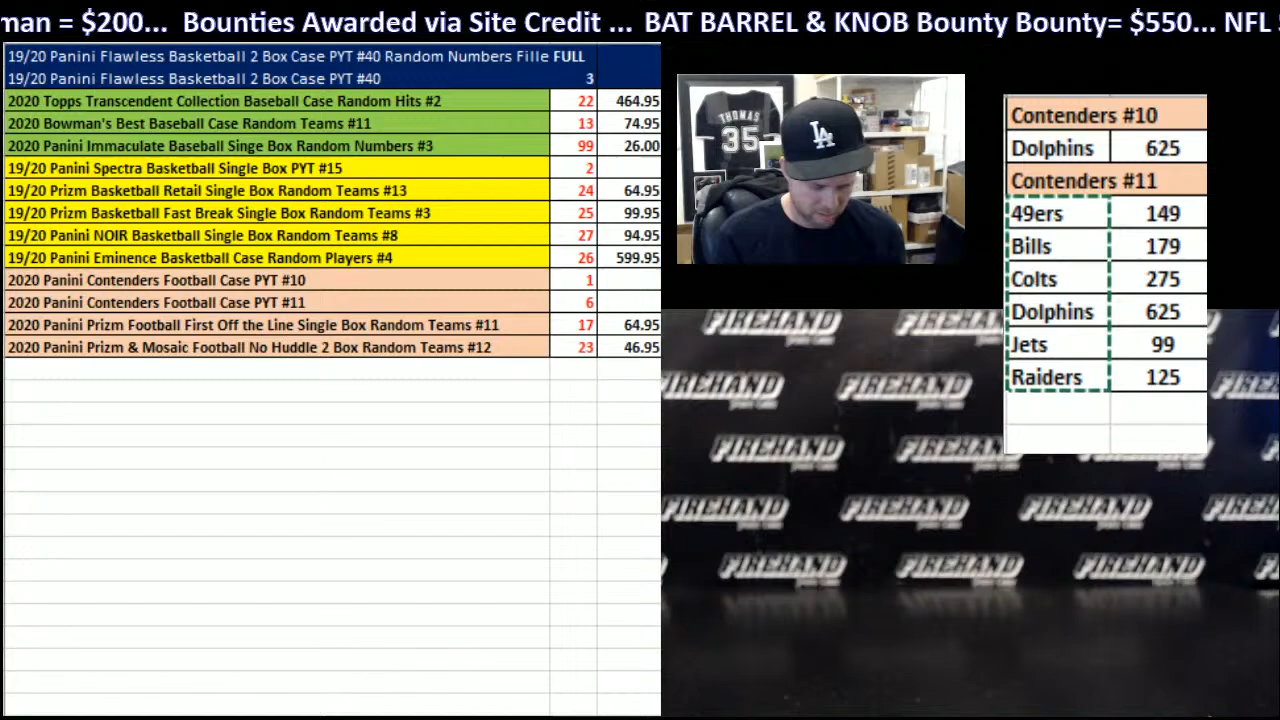 man = $200... Bounties Awarded via Site Credit ... BAT BARREL & KNOB Bounty Bounty= $550... NFL
19/20 Panini Flawless Basketball 2 Box Case PYT #40 Random Numbers Fille FULL
19/20 Panini Flawless Basketball 2 Box Case PYT #40 3
2020 Topps Transcendent Collection Baseball Case Random Hits #2 22 464.95
2020 Bowman's Best Baseball Case Random Teams #11 13 74.95
2020 Panini Immaculate Baseball Singe Box Random Numbers #3 99 26.00
19/20 Panini Spectra Basketball Single Box PYT #15 2
19/20 Prizm Basketball Retail Single Box Random Teams #13 24 64.95
19/20 Prizm Basketball Fast Break Single Box Random Teams #3 25 99.95
19/20 Panini NOIR Basketball Single Box Random Teams #8 27 94.95
19/20 Panini Eminence Basketball Case Random Players #4 26 599.95
2020 Panini Contenders Football Case PYT #10 1
2020 Panini Contenders Football Case PYT #11 6
2020 Panini Prizm Football First Off the Line Single Box Random Teams #11 17 64.95
2020 Panini Prizm & Mosaic Football No Huddle 2 Box Random Teams #12 23 46.95
THOMAS
35
LA
Contenders #10
Dolphins 625
Contenders #11
49ers 149
Bills 179
Colts 275
Dolphins 625
Jets 99
Raiders 125
FIREHAND FIREHAND
FIREHAND FIREHAND FIREHAND
FIREHAND FIREHAND
FIREHAND FIREHAND FIREHAND FIREHAND
FIREHAND FIREHAND FIREHAND